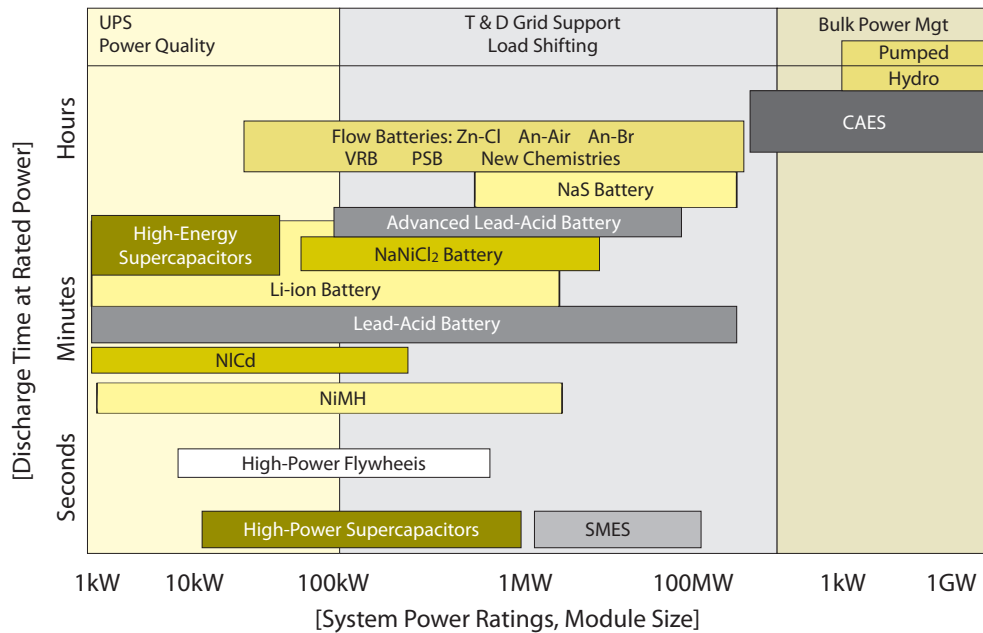 UPS
Power Quality
T & D Grid Support
Load Shifting
Bulk Power Mgt
Pumped
Hydro
CAES
Flow Batteries: Zn-Cl An-Air An-Br
VRB PSB New Chemistries
NaS Battery
Advanced Lead-Acid Battery
High-Energy
Supercapacitors
NaNiCl₂ Battery
Li-ion Battery
Lead-Acid Battery
NlCd
NiMH
High-Power Flywheeis
High-Power Supercapacitors
SMES
[Discharge Time at Rated Power]
Hours
Minutes
Seconds
1kW 10kW 100kW 1MW 100MW 1kW 1GW
[System Power Ratings, Module Size]